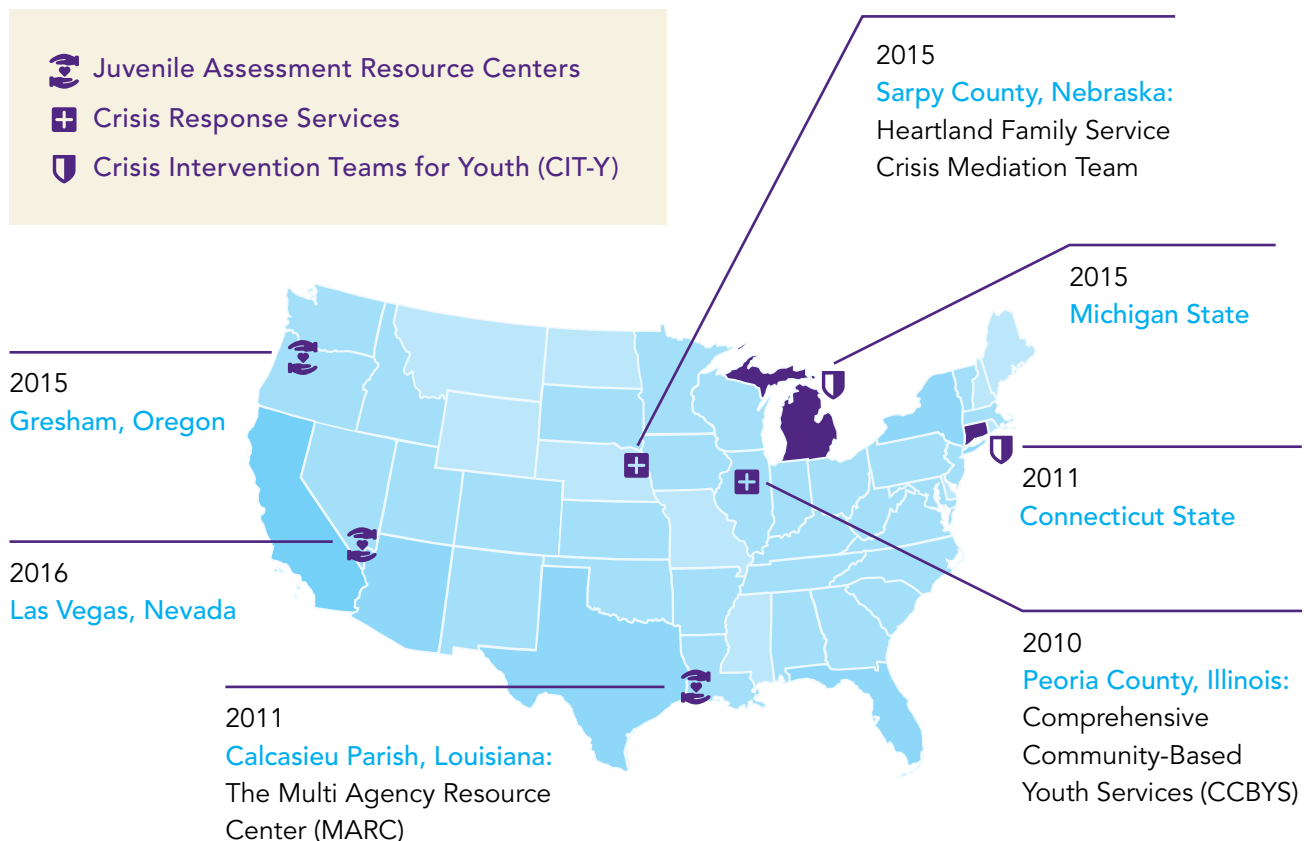 Juvenile Assessment Resource Centers
Crisis Response Services
Crisis Intervention Teams for Youth (CIT-Y)
2015
Sarpy County, Nebraska:
Heartland Family Service
Crisis Mediation Team
2015
Michigan State
2015
Gresham, Oregon
2011
Connecticut State
2016
Las Vegas, Nevada
2010
Peoria County, Illinois:
Comprehensive
Community-Based
Youth Services (CCBYS)
2011
Calcasieu Parish, Louisiana:
The Multi Agency Resource
Center (MARC)